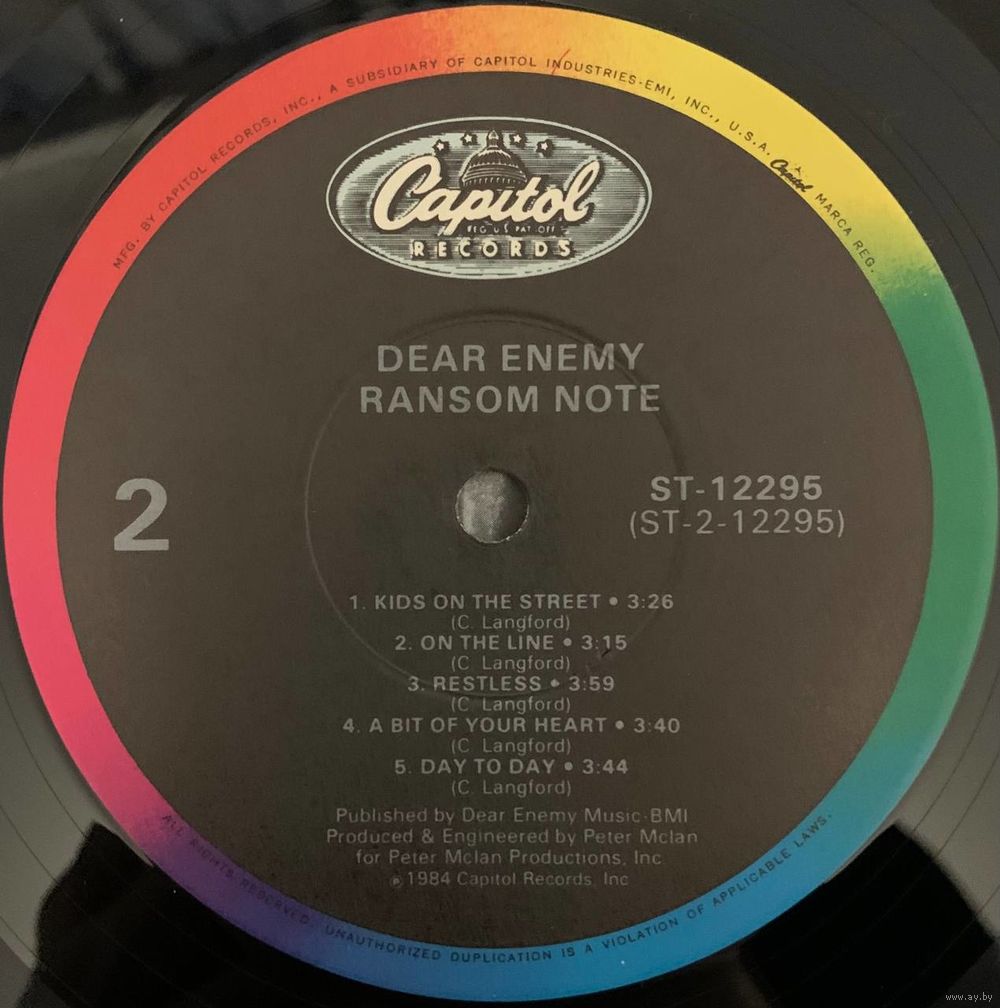 MFG. BY CAPITOL RECORDS, INC., A SUBSIDIARY OF CAPITOL INDUSTRIES-EMI, INC., U.S.A. Capitol MARCA REG.
Capitol
REG. U.S. PAT. OFF.
RECORDS
DEAR ENEMY
RANSOM NOTE
2
ST-12295
(ST-2-12295)
1. KIDS ON THE STREET • 3:26
(C. Langford)
2. ON THE LINE • 3:15
(C. Langford)
3. RESTLESS • 3:59
(C. Langford)
4. A BIT OF YOUR HEART • 3:40
(C. Langford)
5. DAY TO DAY • 3:44
(C. Langford)
Published by Dear Enemy Music-BMI
Produced & Engineered by Peter McIan
for Peter McIan Productions, Inc.
℗1984 Capitol Records, Inc.
ALL RIGHTS RESERVED. UNAUTHORIZED DUPLICATION IS A VIOLATION OF APPLICABLE LAWS.
www.ay.by